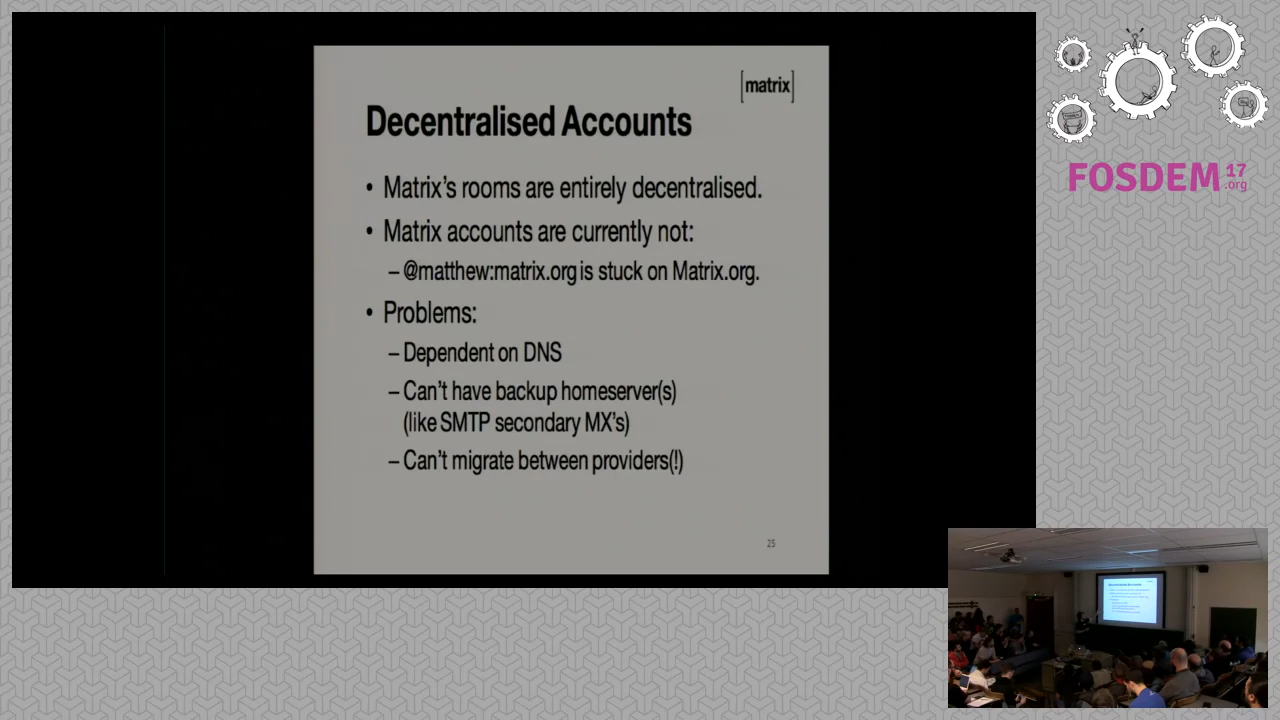 [matrix]
Decentralised Accounts
• Matrix's rooms are entirely decentralised.
• Matrix accounts are currently not:
– @matthew:matrix.org is stuck on Matrix.org.
• Problems:
– Dependent on DNS
– Can't have backup homeserver(s)
(like SMTP secondary MX's)
– Can't migrate between providers(!)
25
FOSDEM 17
.org
Decentralised Accounts